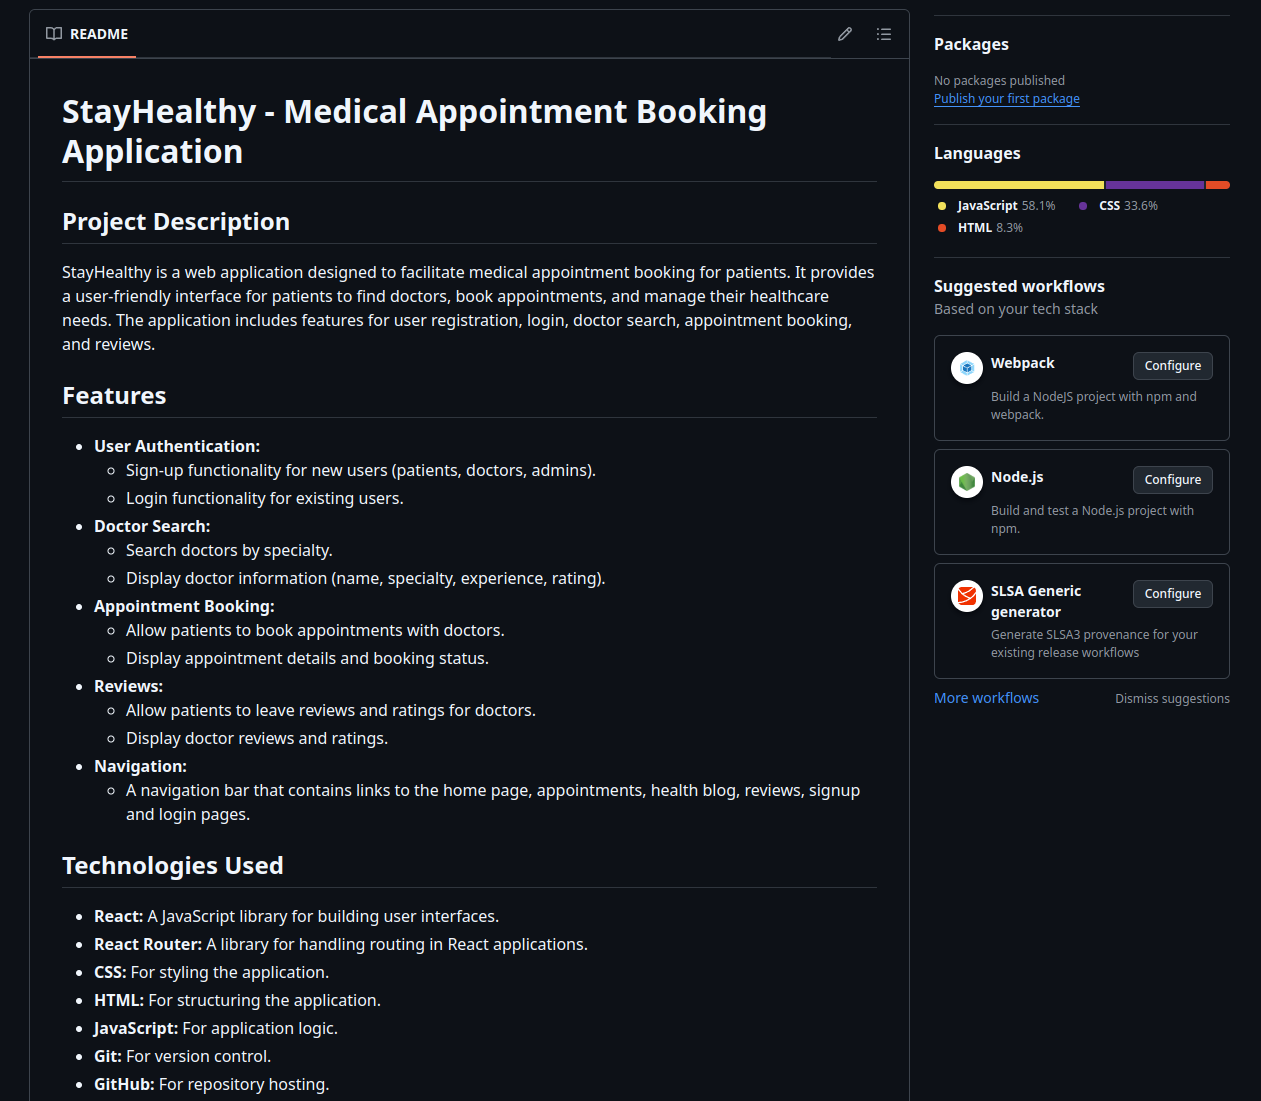 README
StayHealthy - Medical Appointment Booking
Application
Project Description
StayHealthy is a web application designed to facilitate medical appointment booking for patients. It provides
a user-friendly interface for patients to find doctors, book appointments, and manage their healthcare
needs. The application includes features for user registration, login, doctor search, appointment booking,
and reviews.
Features
• User Authentication:
◦ Sign-up functionality for new users (patients, doctors, admins).
◦ Login functionality for existing users.
• Doctor Search:
◦ Search doctors by specialty.
◦ Display doctor information (name, specialty, experience, rating).
• Appointment Booking:
◦ Allow patients to book appointments with doctors.
◦ Display appointment details and booking status.
• Reviews:
◦ Allow patients to leave reviews and ratings for doctors.
◦ Display doctor reviews and ratings.
• Navigation:
◦ A navigation bar that contains links to the home page, appointments, health blog, reviews, signup
and login pages.
Technologies Used
• React: A JavaScript library for building user interfaces.
• React Router: A library for handling routing in React applications.
• CSS: For styling the application.
• HTML: For structuring the application.
• JavaScript: For application logic.
• Git: For version control.
• GitHub: For repository hosting.
Packages
No packages published
Publish your first package
Languages
JavaScript 58.1% CSS 33.6%
HTML 8.3%
Suggested workflows
Based on your tech stack
Webpack
Configure
Build a NodeJS project with npm and
webpack.
Node.js
Configure
Build and test a Node.js project with
npm.
SLSA Generic
generator
Configure
Generate SLSA3 provenance for your
existing release workflows
More workflows
Dismiss suggestions